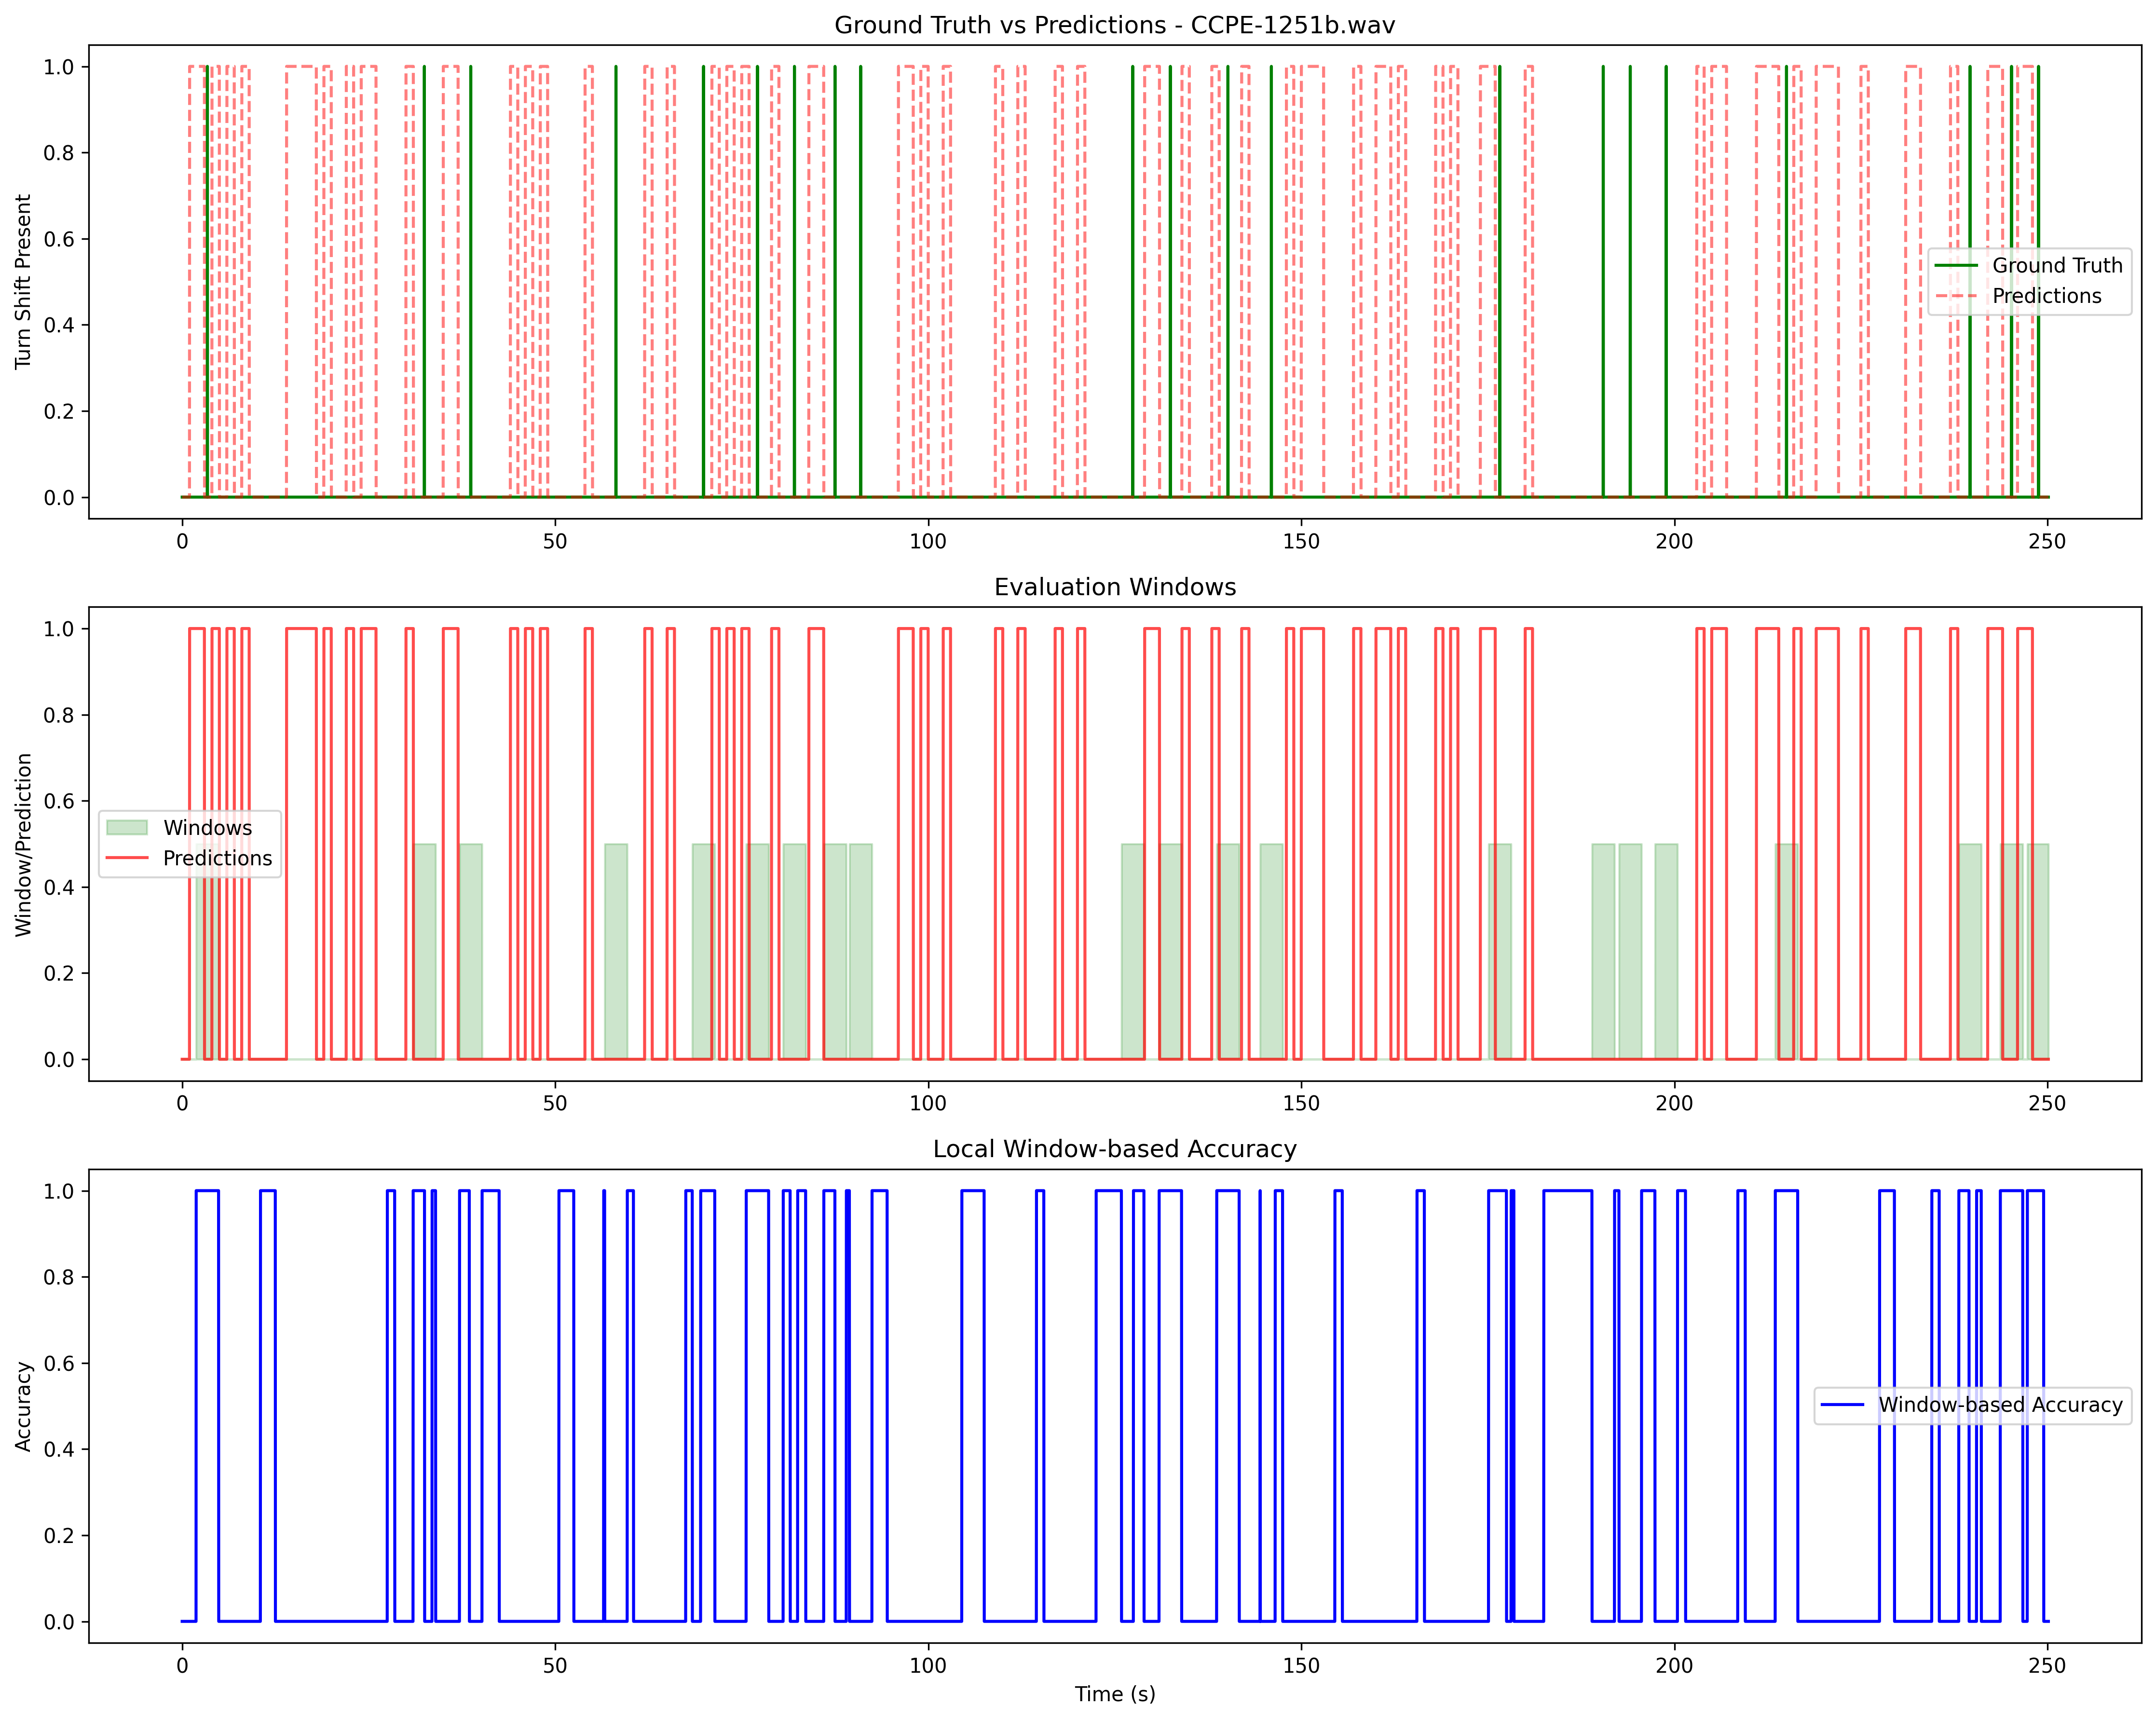 Ground Truth vs Predictions - CCPE-1251b.wav
Turn Shift Present
1.0
0.8
0.6
0.4
0.2
0.0
Ground Truth
Predictions
0 50 100 150 200 250
Evaluation Windows
Window/Prediction
1.0
0.8
0.6
0.4
0.2
0.0
Windows
Predictions
0 50 100 150 200 250
Local Window-based Accuracy
Accuracy
1.0
0.8
0.6
0.4
0.2
0.0
Window-based Accuracy
0 50 100 150 200 250
Time (s)